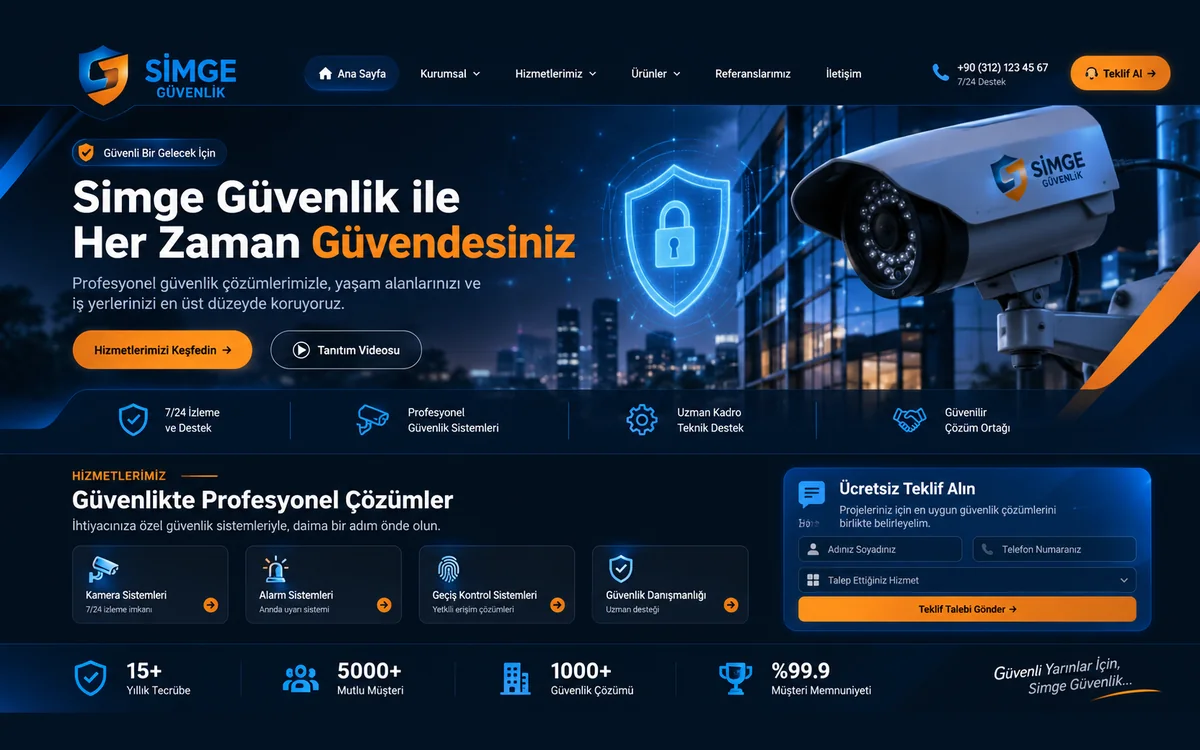 SİMGE
GÜVENLİK
Ana Sayfa
Kurumsal
Hizmetlerimiz
Ürünler
Referanslarımız
İletişim
+90 (312) 123 45 67
7/24 Destek
Teklif Al →
Güvenli Bir Gelecek İçin
Simge Güvenlik ile
Her Zaman Güvendesiniz
Profesyonel güvenlik çözümlerimizle, yaşam alanlarınızı ve
iş yerlerinizi en üst düzeyde koruyoruz.
Hizmetlerimizi Keşfedin →
Tanıtım Videosu
SİMGE
GÜVENLİK
7/24 İzleme
ve Destek
Profesyonel
Güvenlik Sistemleri
Uzman Kadro
Teknik Destek
Güvenilir
Çözüm Ortağı
HİZMETLERİMİZ
Güvenlikte Profesyonel Çözümler
İhtiyacınıza özel güvenlik sistemleriyle, daima bir adım önde olun.
Kamera Sistemleri
7/24 izleme imkanı
Alarm Sistemleri
Anında uyarı sistemi
Geçiş Kontrol Sistemleri
Yetkili erişim çözümleri
Güvenlik Danışmanlığı
Uzman desteği
Ücretsiz Teklif Alın
Projeleriniz için en uygun güvenlik çözümlerini
birlikte belirleyelim.
Adınız Soyadınız
Telefon Numaranız
Talep Ettiğiniz Hizmet
Teklif Talebi Gönder →
15+
Yıllık Tecrübe
5000+
Mutlu Müşteri
1000+
Güvenlik Çözümü
%99.9
Müşteri Memnuniyeti
Güvenli Yarınlar İçin,
Simge Güvenlik...